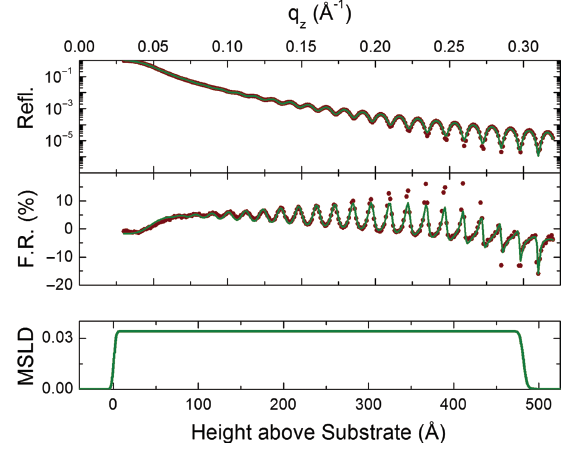 q_z (Å⁻¹)
0.00 0.05 0.10 0.15 0.20 0.25 0.30
Refl.
10⁻¹
10⁻³
10⁻⁵
F.R. (%)
10
0
−10
−20
MSLD
0.03
0.00
0 100 200 300 400 500
Height above Substrate (Å)